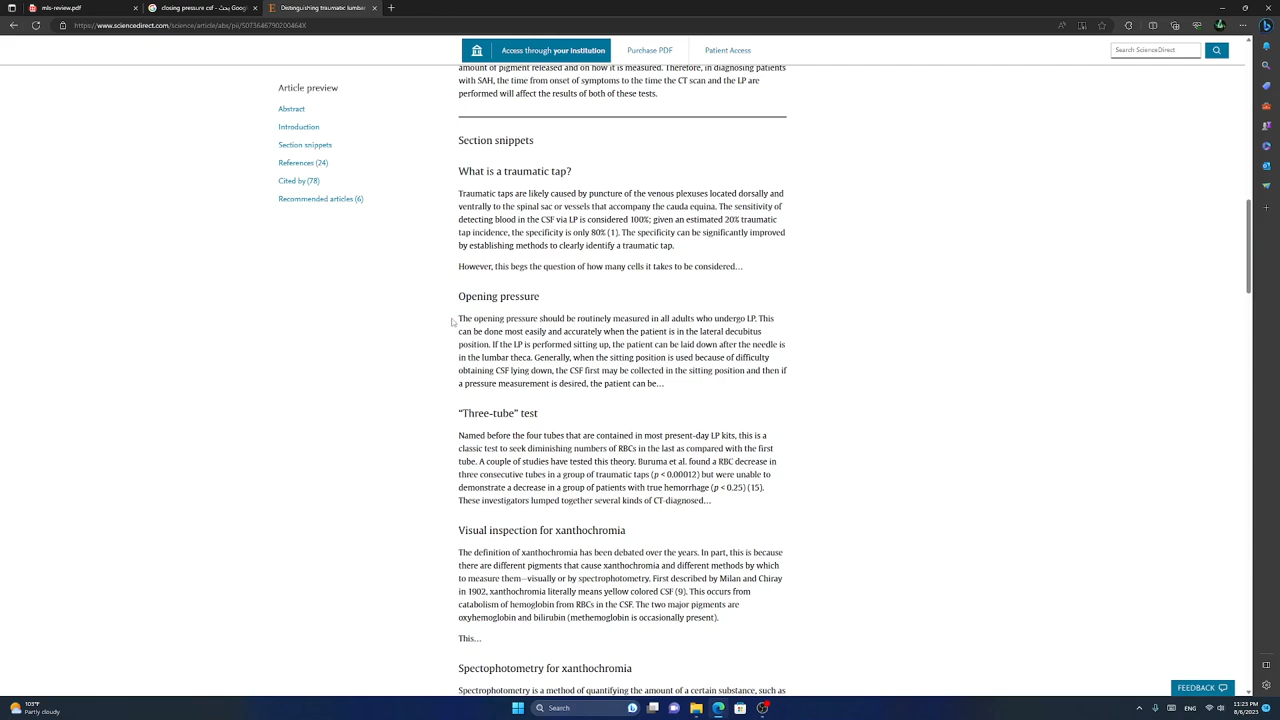 mls-review.pdf
closing pressure csf - بحث Google
Distinguishing traumatic lumbar
https://www.sciencedirect.com/science/article/abs/pii/S073646790200464X
Access through your institution
Purchase PDF
Patient Access
Search ScienceDirect
Article preview
Abstract
Introduction
Section snippets
References (24)
Cited by (78)
Recommended articles (6)
amount of pigment released and on how it is measured. Therefore, in diagnosing patients
with SAH, the time from onset of symptoms to the time the CT scan and the LP are
performed will affect the results of both of these tests.
Section snippets
What is a traumatic tap?
Traumatic taps are likely caused by puncture of the venous plexuses located dorsally and
ventrally to the spinal sac or vessels that accompany the cauda equina. The sensitivity of
detecting blood in the CSF via LP is considered 100%; given an estimated 20% traumatic
tap incidence, the specificity is only 80% (1). The specificity can be significantly improved
by establishing methods to clearly identify a traumatic tap.
However, this begs the question of how many cells it takes to be considered…
Opening pressure
The opening pressure should be routinely measured in all adults who undergo LP. This
can be done most easily and accurately when the patient is in the lateral decubitus
position. If the LP is performed sitting up, the patient can be laid down after the needle is
in the lumbar theca. Generally, when the sitting position is used because of difficulty
obtaining CSF lying down, the CSF first may be collected in the sitting position and then if
a pressure measurement is desired, the patient can be…
“Three-tube” test
Named before the four tubes that are contained in most present-day LP kits, this is a
classic test to seek diminishing numbers of RBCs in the last as compared with the first
tube. A couple of studies have tested this theory. Buruma et al. found a RBC decrease in
three consecutive tubes in a group of traumatic taps (p < 0.00012) but were unable to
demonstrate a decrease in a group of patients with true hemorrhage (p < 0.25) (15).
These investigators lumped together several kinds of CT-diagnosed…
Visual inspection for xanthochromia
The definition of xanthochromia has been debated over the years. In part, this is because
there are different pigments that cause xanthochromia and different methods by which
to measure them—visually or by spectrophotometry. First described by Milan and Chiray
in 1902, xanthochromia literally means yellow colored CSF (9). This occurs from
catabolism of hemoglobin from RBCs in the CSF. The two major pigments are
oxyhemoglobin and bilirubin (methemoglobin is occasionally present).
This…
Spectophotometry for xanthochromia
Spectrophotometry is a method of quantifying the amount of a certain substance, such as
FEEDBACK
103°F
Partly cloudy
Search
11:23 PM
8/6/2023